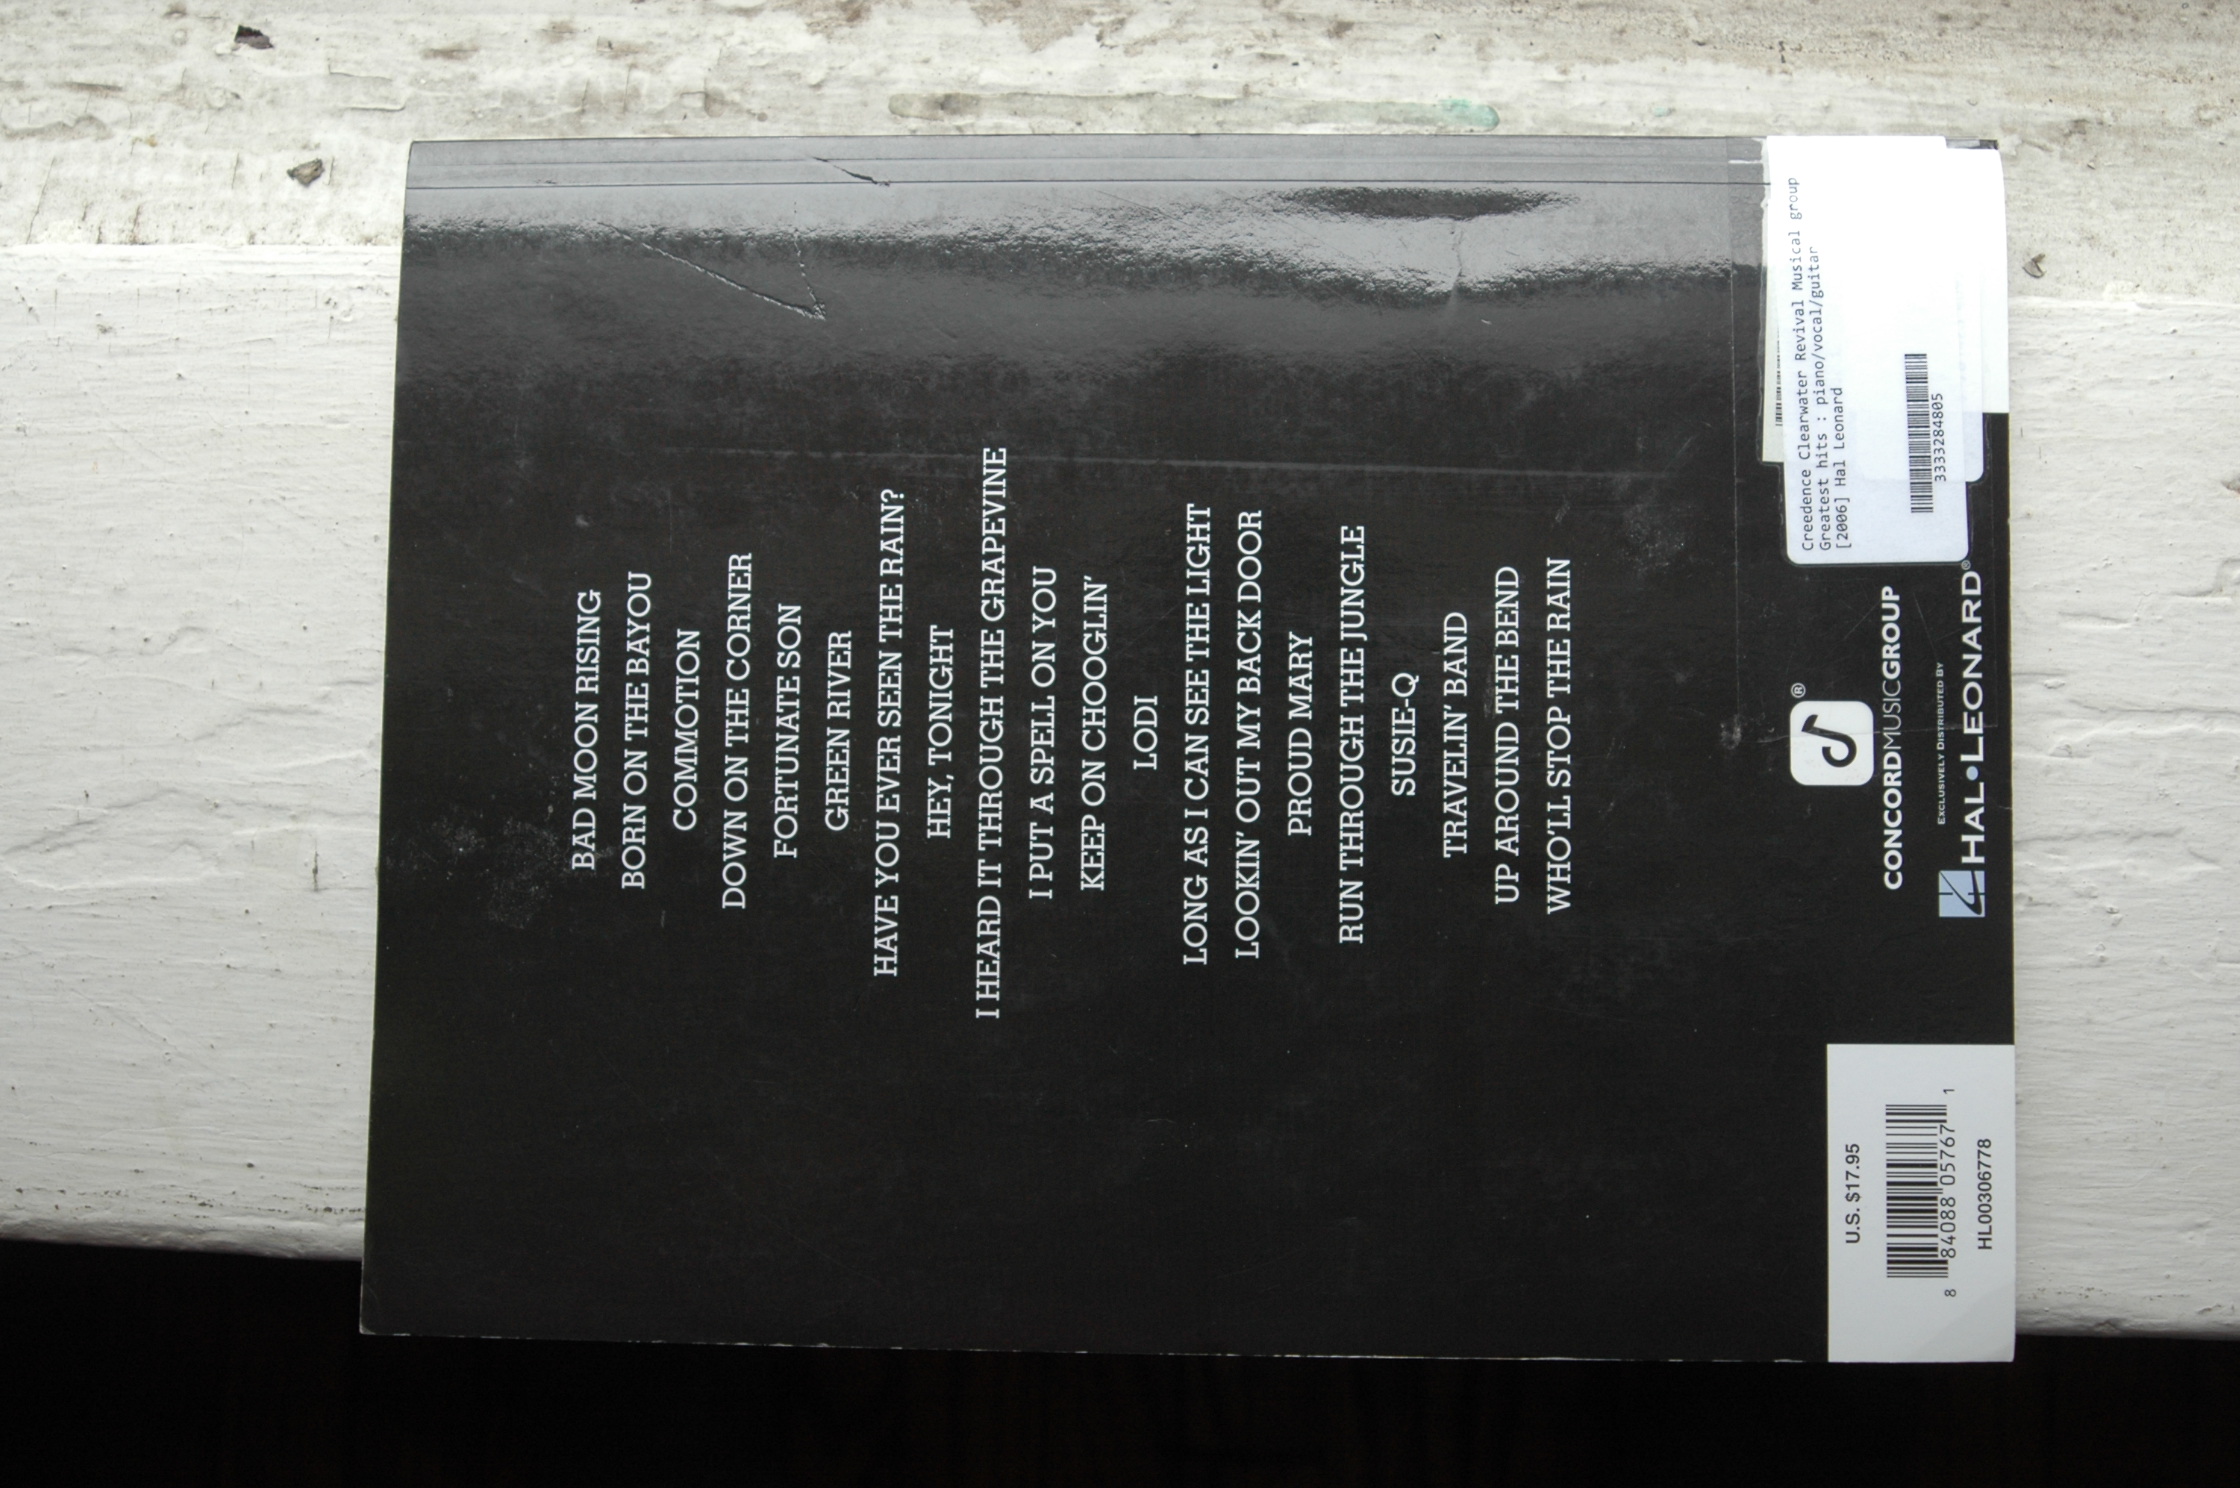 BAD MOON RISING
BORN ON THE BAYOU
COMMOTION
DOWN ON THE CORNER
FORTUNATE SON
GREEN RIVER
HAVE YOU EVER SEEN THE RAIN?
HEY, TONIGHT
I HEARD IT THROUGH THE GRAPEVINE
I PUT A SPELL ON YOU
KEEP ON CHOOGLIN'
LODI
LONG AS I CAN SEE THE LIGHT
LOOKIN' OUT MY BACK DOOR
PROUD MARY
RUN THROUGH THE JUNGLE
SUSIE-Q
TRAVELIN' BAND
UP AROUND THE BEND
WHO'LL STOP THE RAIN
U.S. $17.95
8 84088 05767 1
HL00306778
®
CONCORDMUSICGROUP
EXCLUSIVELY DISTRIBUTED BY
HAL•LEONARD®
Creedence Clearwater Revival Musical group
Greatest hits : piano/vocal/guitar
[2006] Hal Leonard
3333284805